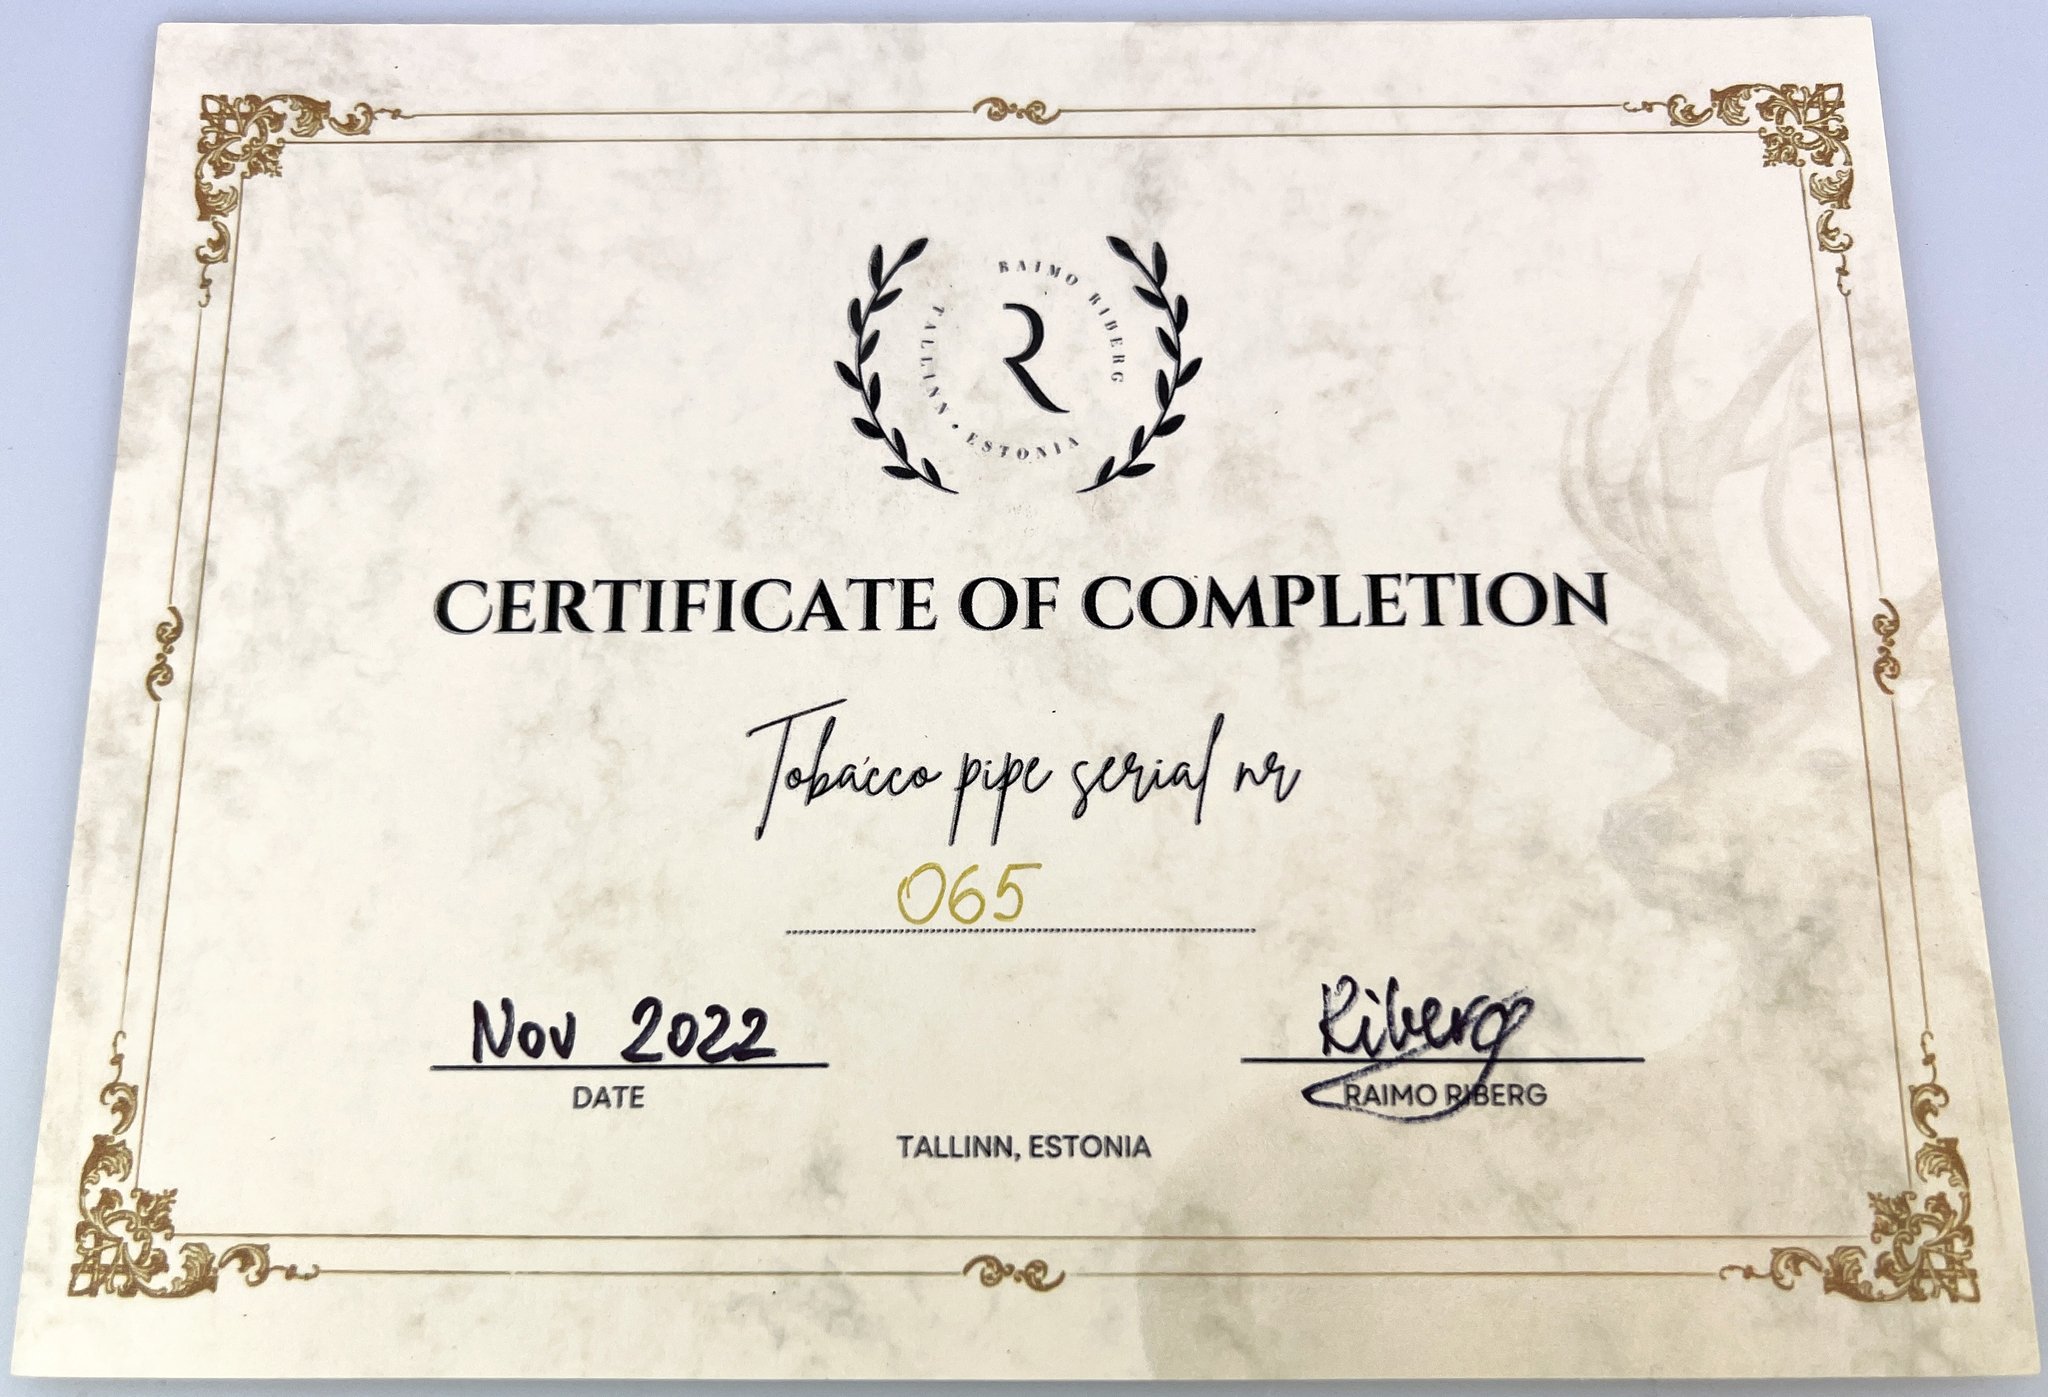 RAIMO RIBERG
TALLINN • ESTONIA
R
CERTIFICATE OF COMPLETION
Tobacco pipe serial nr
065
Nov 2022
Riberg
DATE
RAIMO RIBERG
TALLINN, ESTONIA